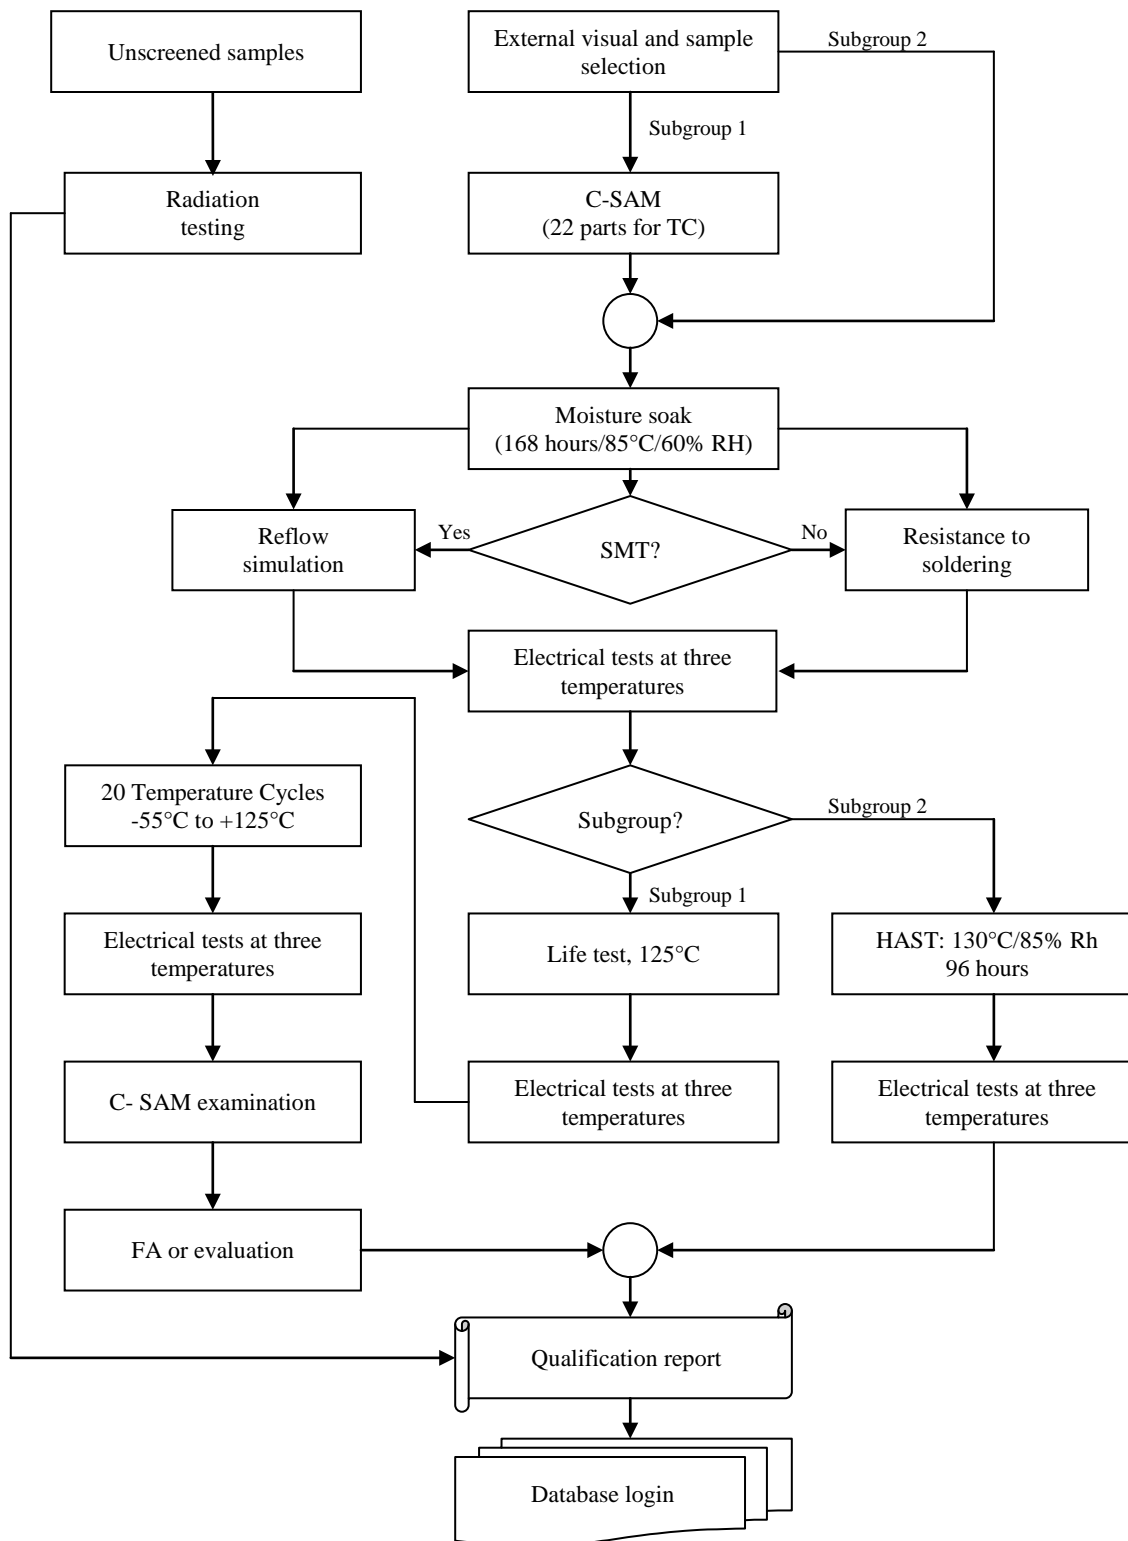 Unscreened samples
External visual and sample
selection
Subgroup 2
Subgroup 1
Radiation
testing
C-SAM
(22 parts for TC)
Moisture soak
(168 hours/85°C/60% RH)
Reflow
simulation
Yes
SMT?
No
Resistance to
soldering
Electrical tests at three
temperatures
20 Temperature Cycles
-55°C to +125°C
Subgroup?
Subgroup 2
Subgroup 1
Electrical tests at three
temperatures
Life test, 125°C
HAST: 130°C/85% Rh
96 hours
C- SAM examination
Electrical tests at three
temperatures
Electrical tests at three
temperatures
FA or evaluation
Qualification report
Database login